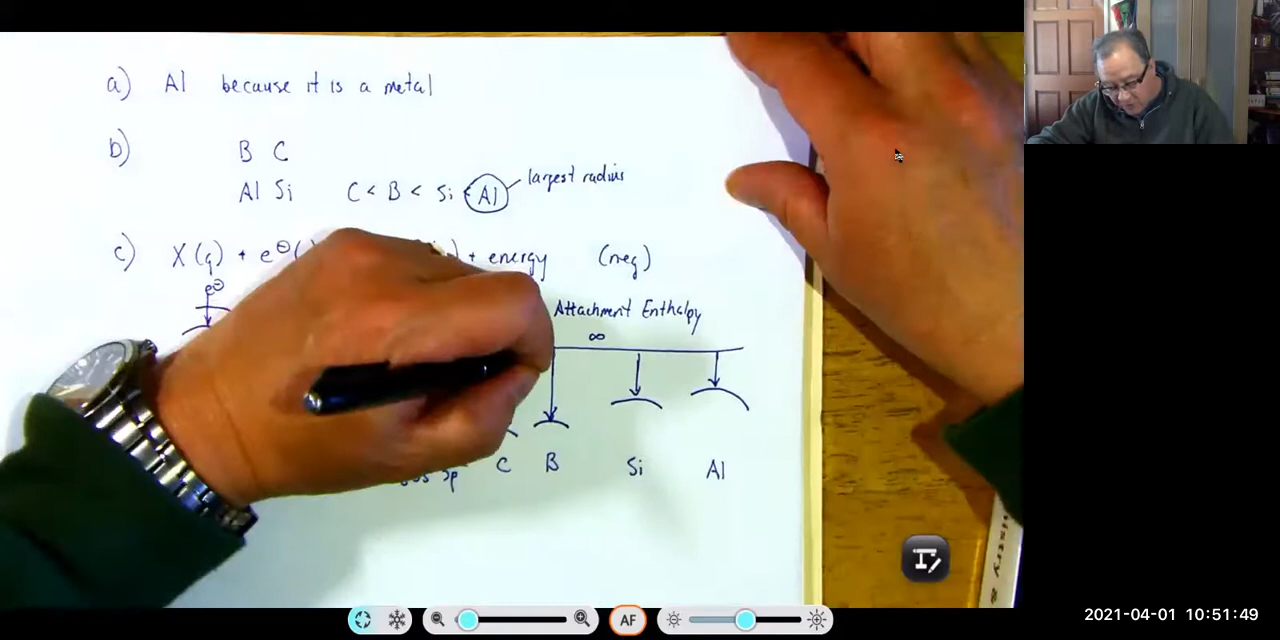 a) Al because it is a metal
b) B C
Al Si C < B < Si < Al largest radius
c) X(g) + e⊖( + energy (neg)
e⊖
Attachment Enthalpy
∞
C B Si Al
AF
2021-04-01 10:51:49